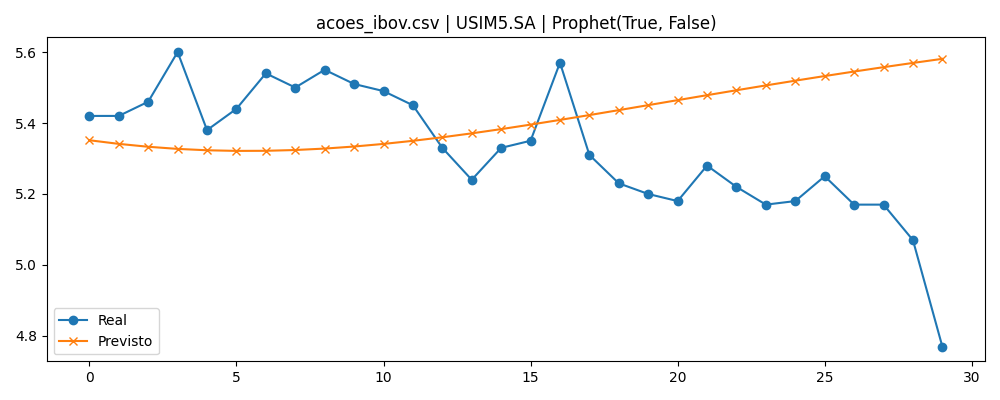 acoes_ibov.csv | USIM5.SA | Prophet(True, False)
5.6
5.4
5.2
5.0
4.8
Real
Previsto
0 5 10 15 20 25 30